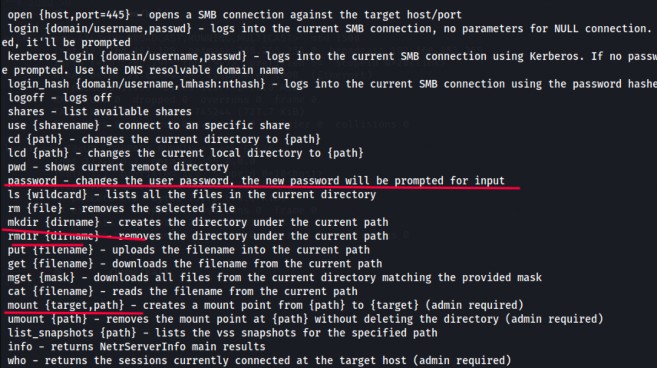 open {host,port=445} - opens a SMB connection against the target host/port
login {domain/username,passwd} - logs into the current SMB connection, no parameters for NULL connection.
ed, it'll be prompted
kerberos_login {domain/username,passwd} - logs into the current SMB connection using Kerberos. If no passw
e prompted. Use the DNS resolvable domain name
login_hash {domain/username,lmhash:nthash} - logs into the current SMB connection using the password hashe
logoff - logs off
shares - list available shares
use {sharename} - connect to an specific share
cd {path} - changes the current directory to {path}
lcd {path} - changes the current local directory to {path}
pwd - shows current remote directory
password - changes the user password, the new password will be prompted for input
ls {wildcard} - lists all the files in the current directory
rm {file} - removes the selected file
mkdir {dirname} - creates the directory under the current path
rmdir {dirname} - removes the directory under the current path
put {filename} - uploads the filename into the current path
get {filename} - downloads the filename from the current path
mget {mask} - downloads all files from the current directory matching the provided mask
cat {filename} - reads the filename from the current path
mount {target,path} - creates a mount point from {path} to {target} (admin required)
umount {path} - removes the mount point at {path} without deleting the directory (admin required)
list_snapshots {path} - lists the vss snapshots for the specified path
info - returns NetrServerInfo main results
who - returns the sessions currently connected at the target host (admin required)